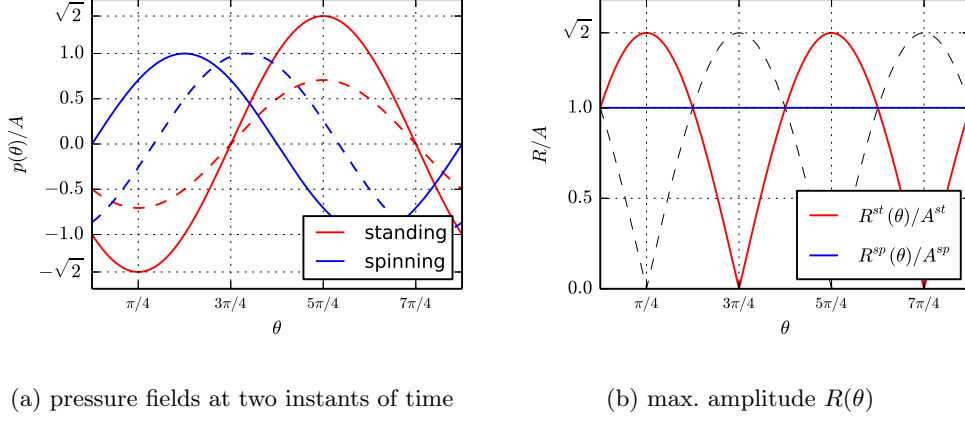 √2
1.0
0.5
0.0
−0.5
−1.0
−√2
p(θ)/A
π/4
3π/4
5π/4
7π/4
θ
standing
spinning
(a) pressure fields at two instants of time
√2
1.0
0.5
0.0
R/A
π/4
3π/4
5π/4
7π/4
θ
R^{st}(θ)/A^{st}
R^{sp}(θ)/A^{sp}
(b) max. amplitude R(θ)